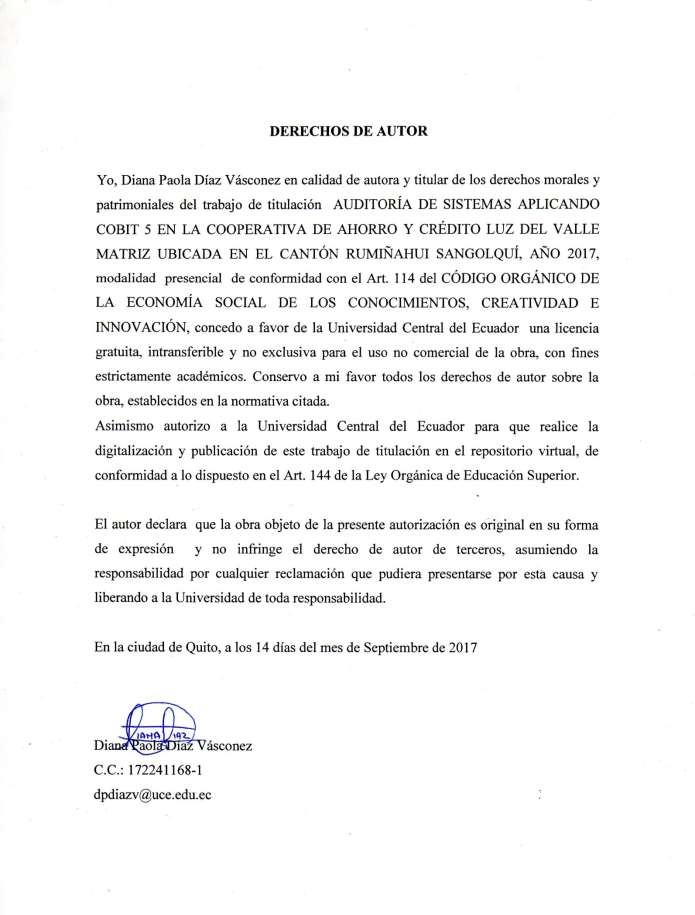 DERECHOS DE AUTOR
Yo, Diana Paola Díaz Vásconez en calidad de autora y titular de los derechos morales y
patrimoniales del trabajo de titulación AUDITORÍA DE SISTEMAS APLICANDO
COBIT 5 EN LA COOPERATIVA DE AHORRO Y CRÉDITO LUZ DEL VALLE
MATRIZ UBICADA EN EL CANTÓN RUMIÑAHUI SANGOLQUÍ, AÑO 2017,
modalidad presencial de conformidad con el Art. 114 del CÓDIGO ORGÁNICO DE
LA ECONOMÍA SOCIAL DE LOS CONOCIMIENTOS, CREATIVIDAD E
INNOVACIÓN, concedo a favor de la Universidad Central del Ecuador una licencia
gratuita, intransferible y no exclusiva para el uso no comercial de la obra, con fines
estrictamente académicos. Conservo a mi favor todos los derechos de autor sobre la
obra, establecidos en la normativa citada.
Asimismo autorizo a la Universidad Central del Ecuador para que realice la
digitalización y publicación de este trabajo de titulación en el repositorio virtual, de
conformidad a lo dispuesto en el Art. 144 de la Ley Orgánica de Educación Superior.
El autor declara que la obra objeto de la presente autorización es original en su forma
de expresión y no infringe el derecho de autor de terceros, asumiendo la
responsabilidad por cualquier reclamación que pudiera presentarse por esta causa y
liberando a la Universidad de toda responsabilidad.
En la ciudad de Quito, a los 14 días del mes de Septiembre de 2017
DIANA DIAZ
Diana Paola Díaz Vásconez
C.C.: 172241168-1
dpdiazv@uce.edu.ec